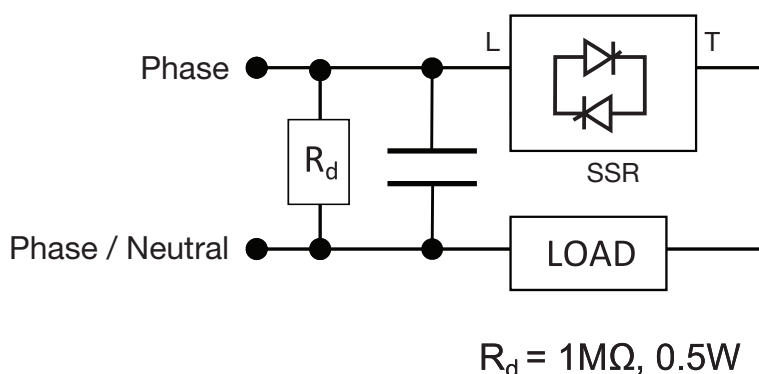 L
T
Phase
R_d
SSR
Phase / Neutral
LOAD
R_d = 1MΩ, 0.5W